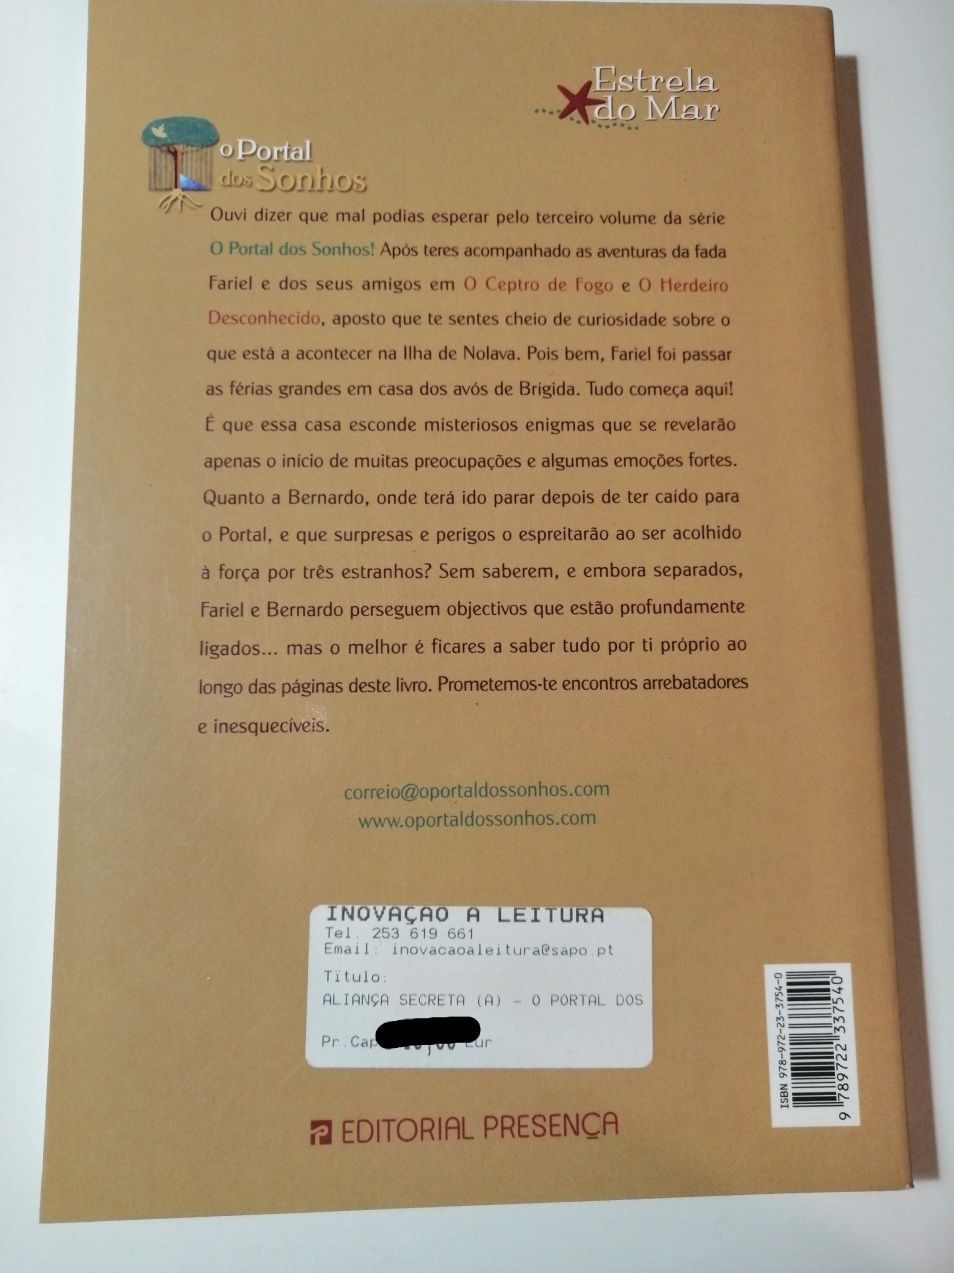 Estrela
do Mar
o Portal
dos Sonhos
Ouvi dizer que mal podias esperar pelo terceiro volume da série
O Portal dos Sonhos! Após teres acompanhado as aventuras da fada
Fariel e dos seus amigos em O Ceptro de Fogo e O Herdeiro
Desconhecido, aposto que te sentes cheio de curiosidade sobre o
que está a acontecer na Ilha de Nolava. Pois bem, Fariel foi passar
as férias grandes em casa dos avós de Brígida. Tudo começa aqui!
É que essa casa esconde misteriosos enigmas que se revelarão
apenas o início de muitas preocupações e algumas emoções fortes.
Quanto a Bernardo, onde terá ido parar depois de ter caído para
o Portal, e que surpresas e perigos o espreitarão ao ser acolhido
à força por três estranhos? Sem saberem, e embora separados,
Fariel e Bernardo perseguem objectivos que estão profundamente
ligados... mas o melhor é ficares a saber tudo por ti próprio ao
longo das páginas deste livro. Prometemos-te encontros arrebatadores
e inesquecíveis.
correio@oportaldossonhos.com
www.oportaldossonhos.com
INOVAÇAO A LEITURA
Tel. 253 619 661
Email: inovacaoaleitura@sapo.pt
Título:
ALIANÇA SECRETA (A) - O PORTAL DOS
Pr.Cap Eur
EDITORIAL PRESENÇA
ISBN 978-972-23-3754-0
9 789722 337540